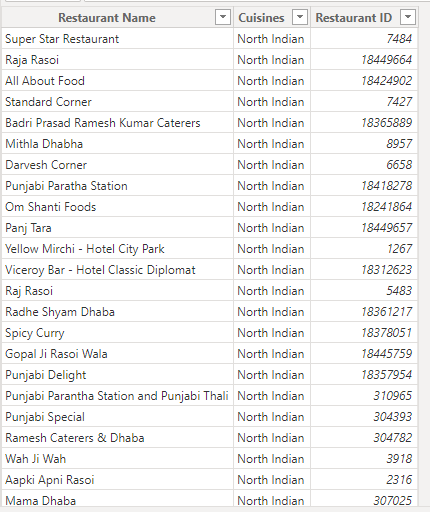 Restaurant Name Cuisines Restaurant ID
Super Star Restaurant North Indian 7484
Raja Rasoi North Indian 18449664
All About Food North Indian 18424902
Standard Corner North Indian 7427
Badri Prasad Ramesh Kumar Caterers North Indian 18365889
Mithla Dhabha North Indian 8957
Darvesh Corner North Indian 6658
Punjabi Paratha Station North Indian 18418278
Om Shanti Foods North Indian 18241864
Panj Tara North Indian 18449657
Yellow Mirchi - Hotel City Park North Indian 1267
Viceroy Bar - Hotel Classic Diplomat North Indian 18312623
Raj Rasoi North Indian 5483
Radhe Shyam Dhaba North Indian 18361217
Spicy Curry North Indian 18378051
Gopal Ji Rasoi Wala North Indian 18445759
Punjabi Delight North Indian 18357954
Punjabi Parantha Station and Punjabi Thali North Indian 310965
Punjabi Special North Indian 304393
Ramesh Caterers & Dhaba North Indian 304782
Wah Ji Wah North Indian 3918
Aapki Apni Rasoi North Indian 2316
Mama Dhaba North Indian 307025